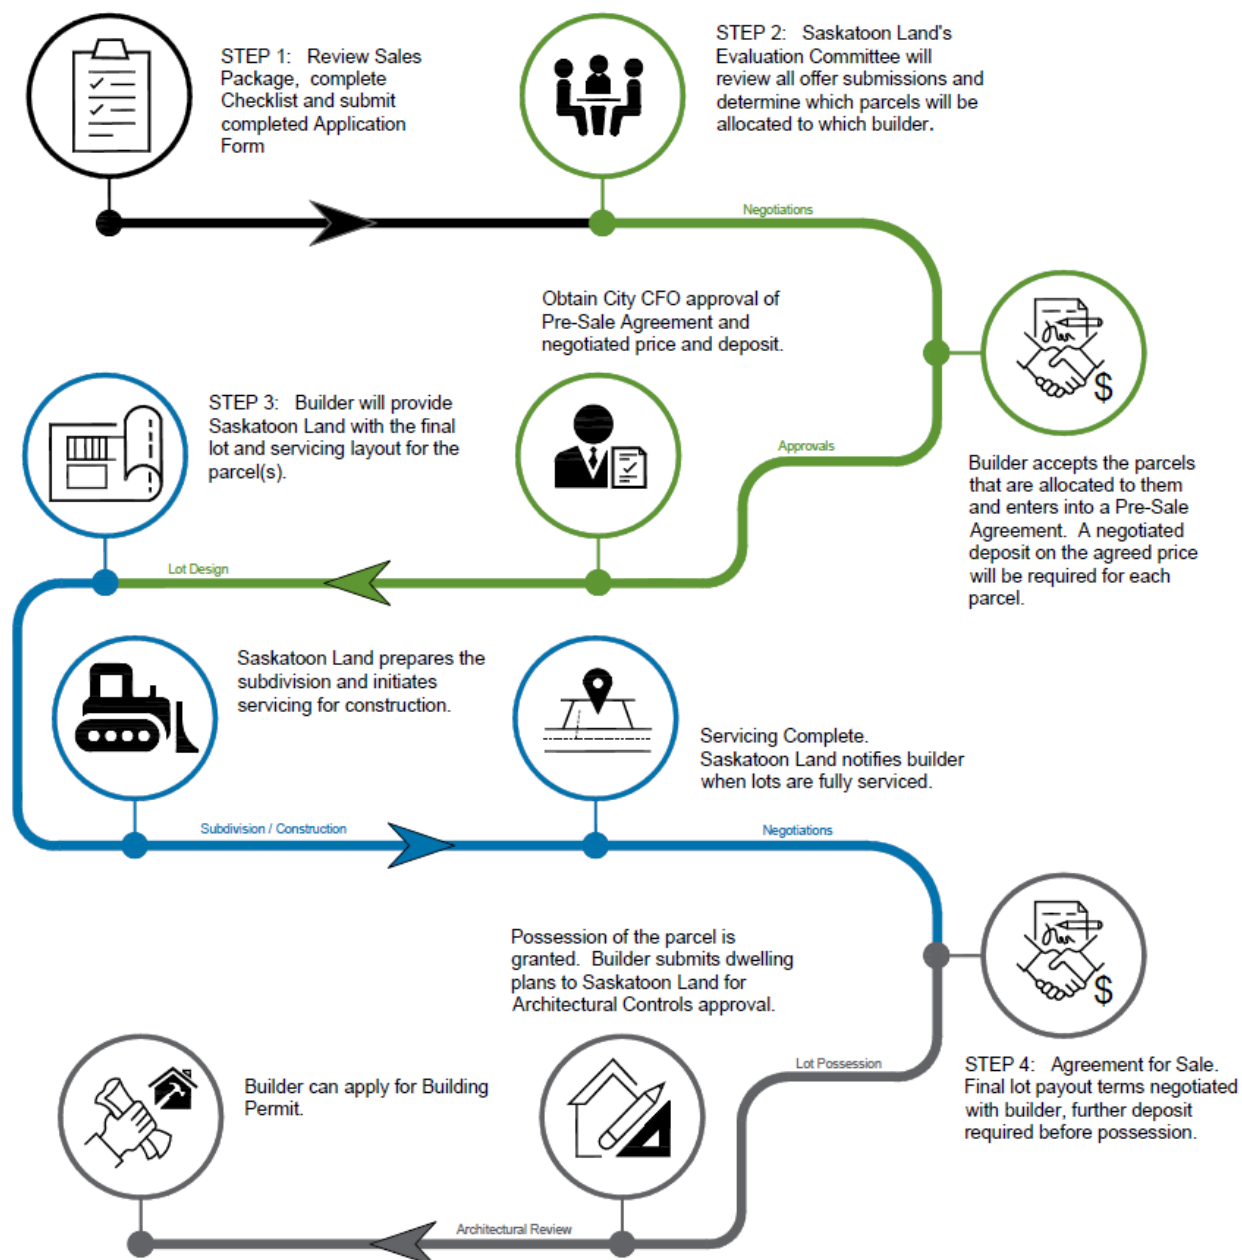 STEP 1: Review Sales
Package, complete
Checklist and submit
completed Application
Form
STEP 2: Saskatoon Land's
Evaluation Committee will
review all offer submissions and
determine which parcels will be
allocated to which builder.
Negotiations
Builder accepts the parcels
that are allocated to them
and enters into a Pre-Sale
Agreement. A negotiated
deposit on the agreed price
will be required for each
parcel.
$
Approvals
Obtain City CFO approval of
Pre-Sale Agreement and
negotiated price and deposit.
Lot Design
STEP 3: Builder will provide
Saskatoon Land with the final
lot and servicing layout for the
parcel(s).
Saskatoon Land prepares the
subdivision and initiates
servicing for construction.
Subdivision / Construction
Servicing Complete.
Saskatoon Land notifies builder
when lots are fully serviced.
Negotiations
$
STEP 4: Agreement for Sale.
Final lot payout terms negotiated
with builder, further deposit
required before possession.
Lot Possession
Possession of the parcel is
granted. Builder submits dwelling
plans to Saskatoon Land for
Architectural Controls approval.
Architectural Review
Builder can apply for Building
Permit.